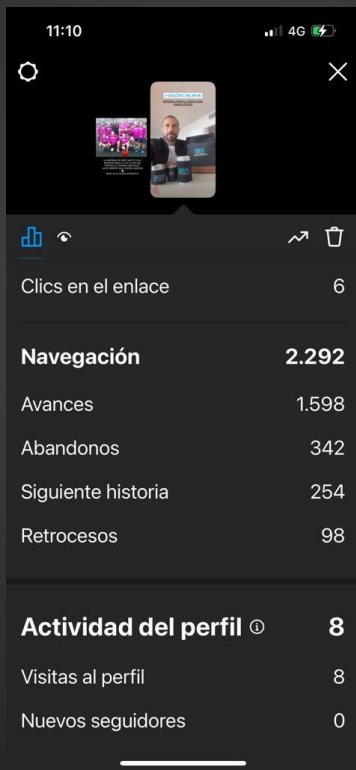 11:10
4G
Clics en el enlace 6
Navegación 2.292
Avances 1.598
Abandonos 342
Siguiente historia 254
Retrocesos 98
Actividad del perfil 8
Visitas al perfil 8
Nuevos seguidores 0